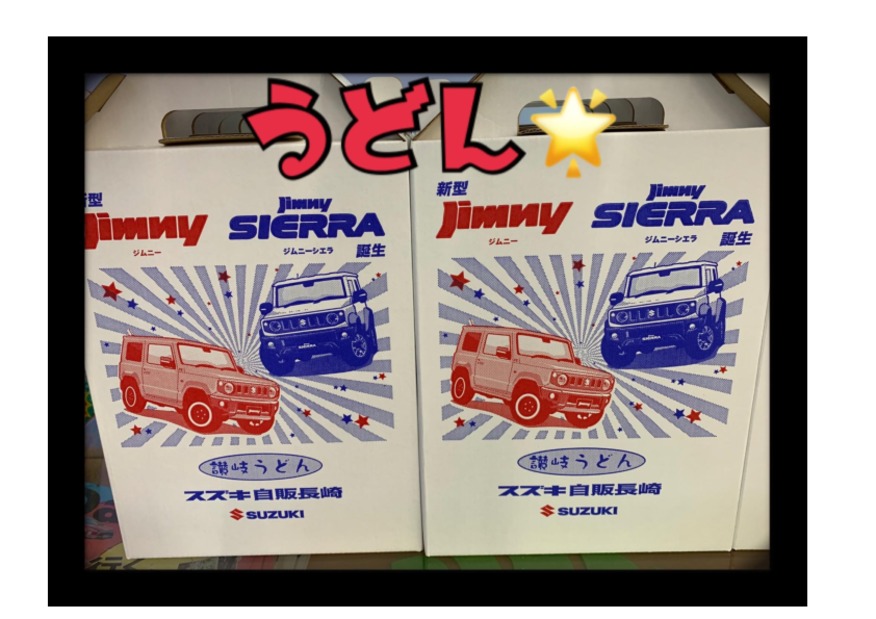 うどん
型
Jimny
ジムニー
Jimny
SIERRA
ジムニーシエラ
誕生
讃岐うどん
スズキ自販長崎
SUZUKI
新型
Jimny
ジムニー
Jimny
SIERRA
ジムニーシエラ
誕生
讃岐うどん
スズキ自販長崎
SUZUKI
行く